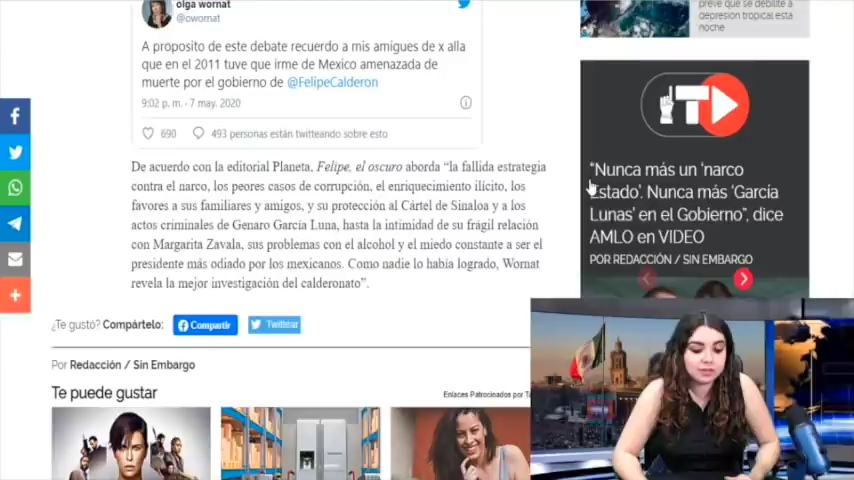 olga wornat
@owornat
A proposito de este debate recuerdo a mis amigues de x alla
que en el 2011 tuve que irme de Mexico amenazada de
muerte por el gobierno de @FelipeCalderon
9:02 p. m. · 7 may. 2020
690
493 personas están twitteando sobre esto
De acuerdo con la editorial Planeta, Felipe, el oscuro aborda “la fallida estrategia
contra el narco, los peores casos de corrupción, el enriquecimiento ilícito, los
favores a sus familiares y amigos, y su protección al Cártel de Sinaloa y a los
actos criminales de Genaro García Luna, hasta la intimidad de su frágil relación
con Margarita Zavala, sus problemas con el alcohol y el miedo constante a ser el
presidente más odiado por los mexicanos. Como nadie lo había logrado, Wornat
revela la mejor investigación del calderonato”.
¿Te gustó? Compártelo:
Compartir
Twittear
Por Redacción / Sin Embargo
Te puede gustar
Enlaces Patrocinados por
prevé que se debilite a
depresión tropical esta
noche
“Nunca más un ‘narco
Estado’. Nunca más ‘García
Lunas’ en el Gobierno”, dice
AMLO en VIDEO
POR REDACCIÓN / SIN EMBARGO